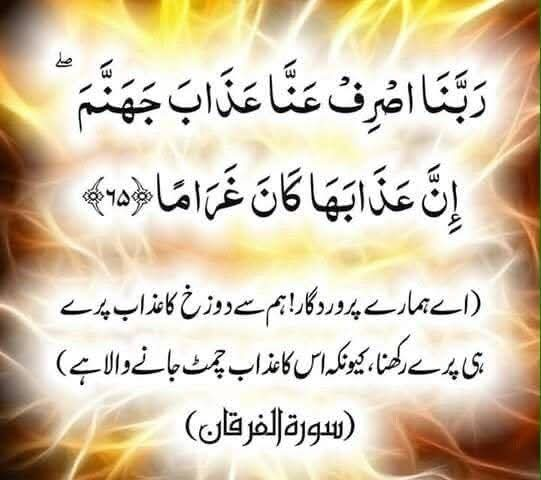 رَبَّنَا اصْرِفْ عَنَّا عَذَابَ جَهَنَّمَ ۖ
إِنَّ عَذَابَهَا كَانَ غَرَامًا ﴿٦٥﴾
(اے ہمارے پروردگار! ہم سے دوزخ کا عذاب پرے
ہی پرے رکھنا، کیونکہ اس کا عذاب چمٹ جانے والا ہے)
(سورة الفرقان)